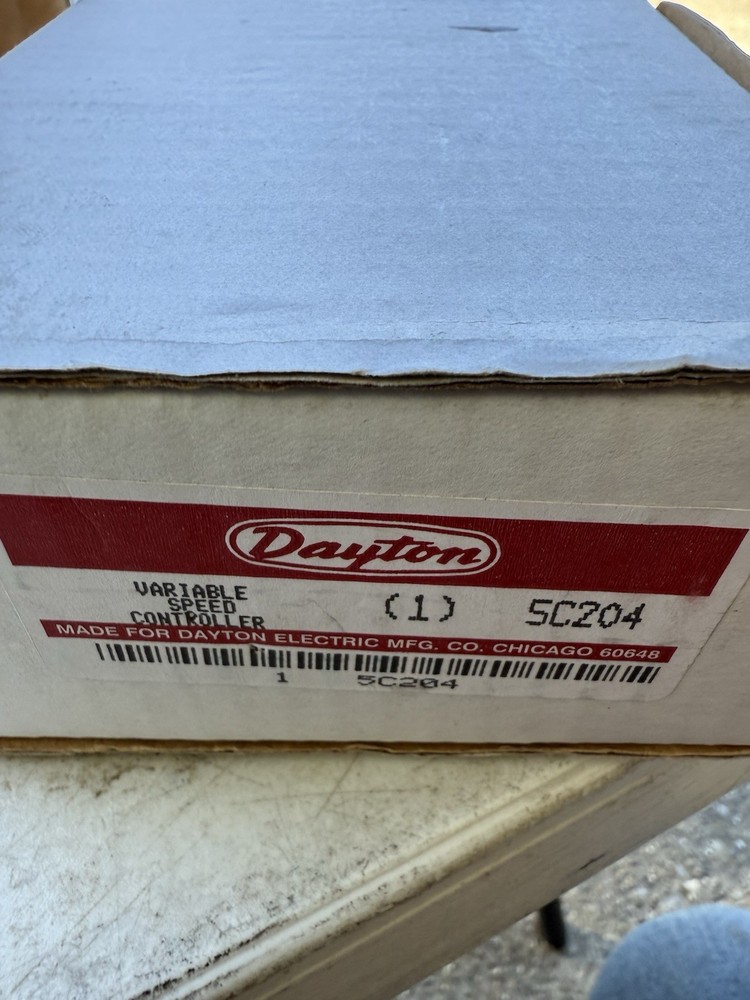 Dayton
VARIABLE
SPEED
CONTROLLER
(1)
5C204
MADE FOR DAYTON ELECTRIC MFG. CO. CHICAGO 60648
1 5C204